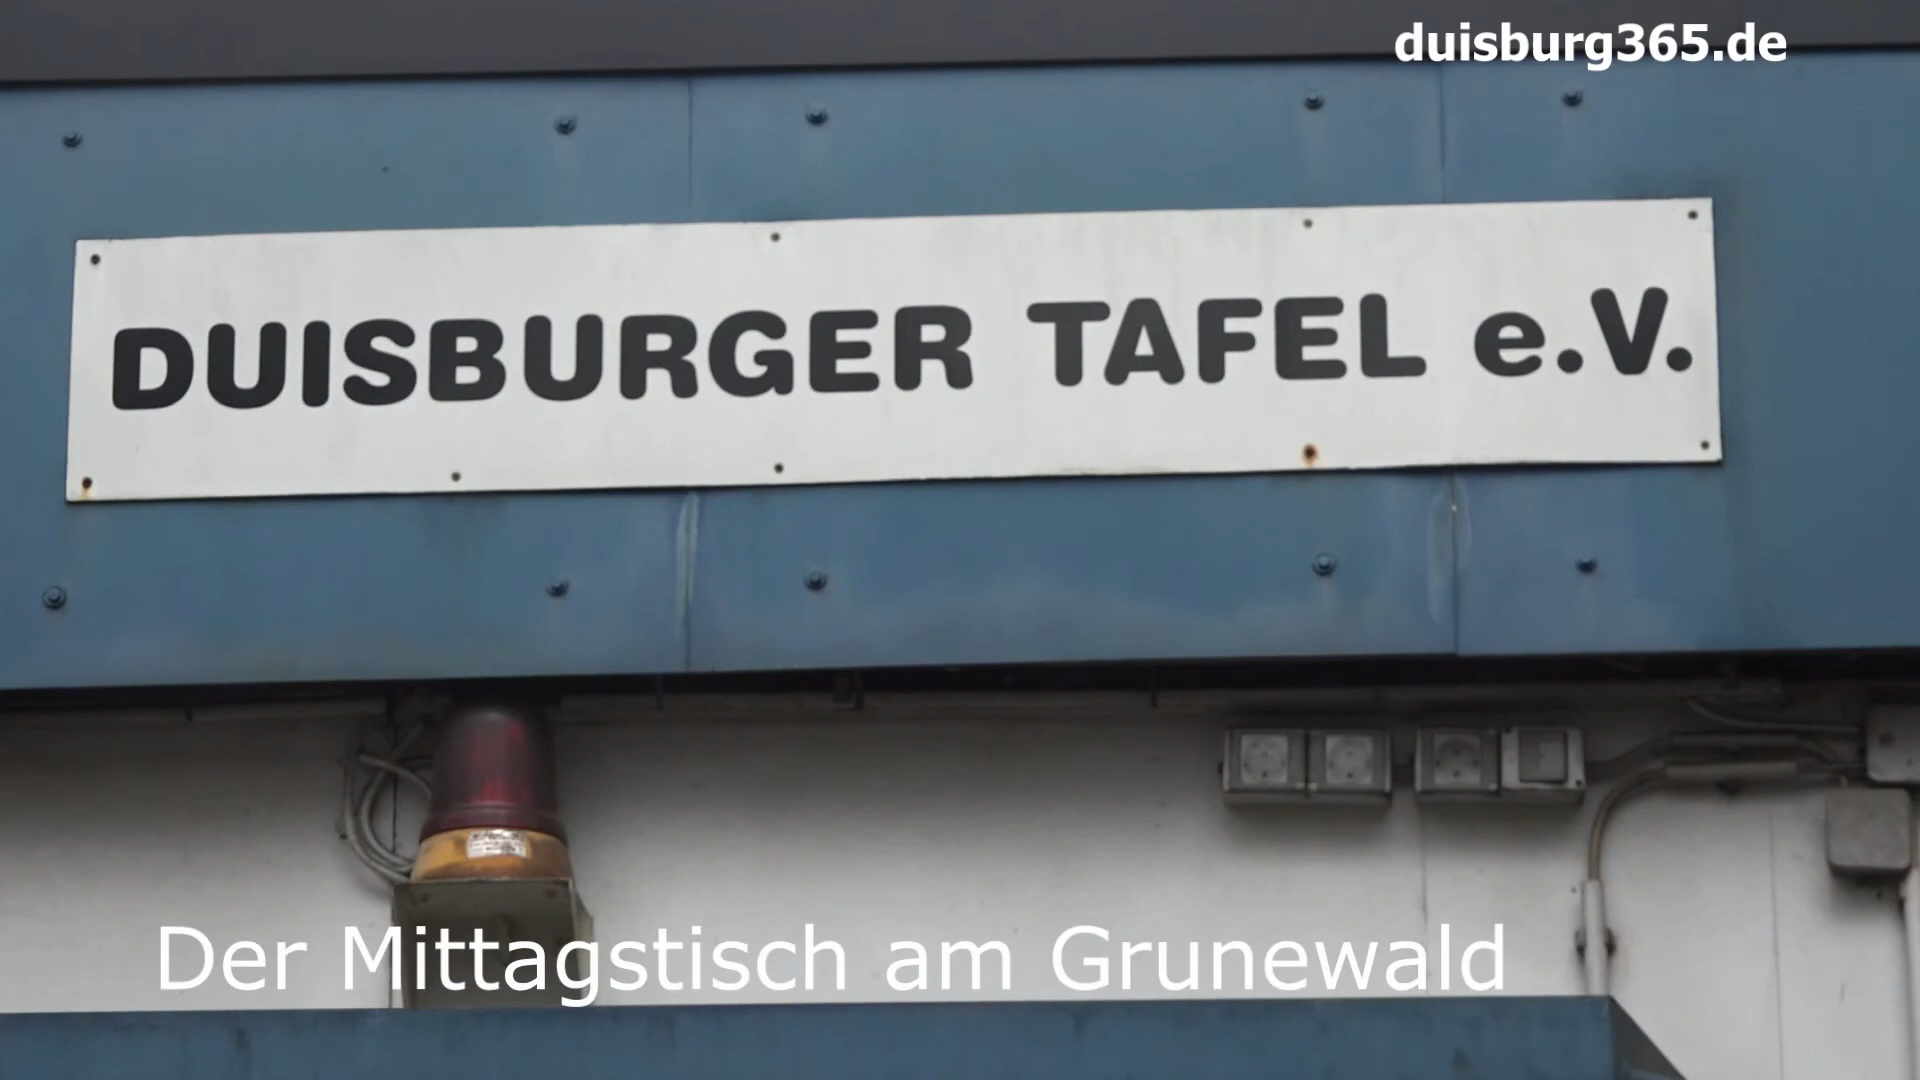 duisburg365.de
DUISBURGER TAFEL e.V.
Der Mittagstisch am Grunewald